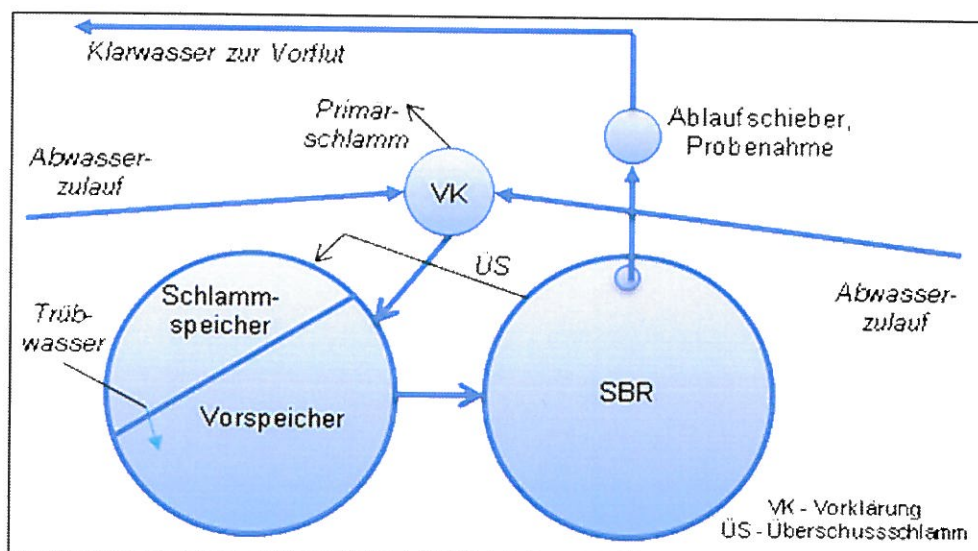 Klarwasser zur Vorflut
Primar-
schlamm
Ablaufschieber,
Probenahme
Abwasser-
zulauf
VK
ÜS
Schlamm-
speicher
Trüb-
wasser
Abwasser-
zulauf
SBR
Vorspeicher
VK - Vorklärung
ÜS - Überschussschlamm